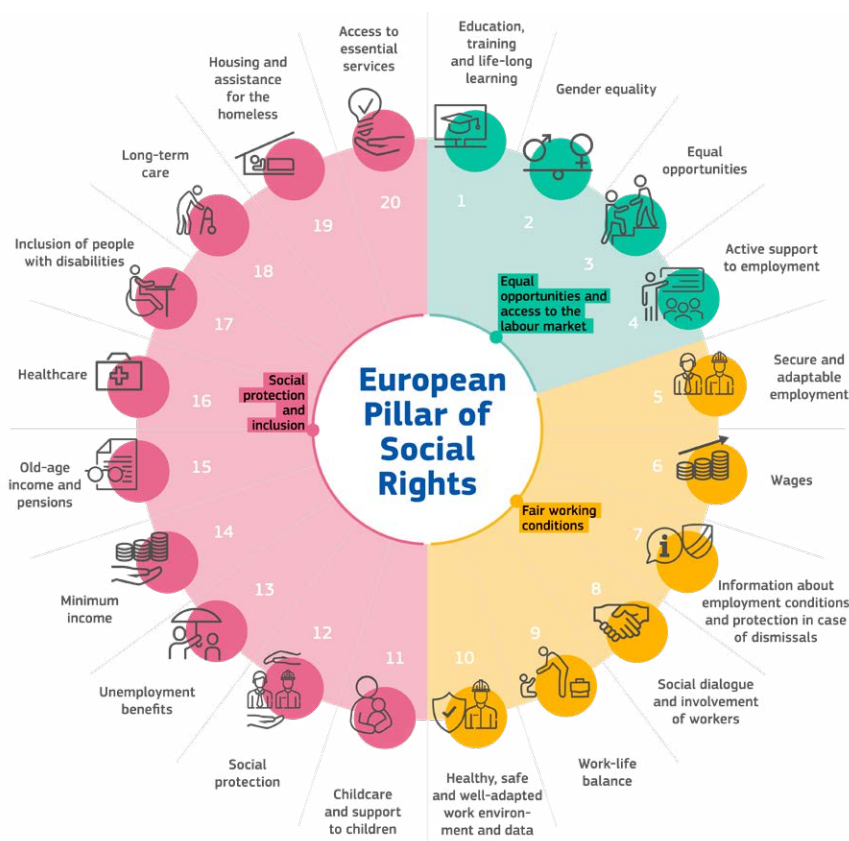 European
Pillar of
Social
Rights
Equal
opportunities and
access to the
labour market
1
Education,
training
and life-long
learning
2
Gender equality
3
Equal
opportunities
4
Active support
to employment
Fair working
conditions
5
Secure and
adaptable
employment
6
Wages
7
Information about
employment conditions
and protection in case
of dismissals
8
Social dialogue
and involvement
of workers
9
Work-life
balance
10
Healthy, safe
and well-adapted
work environ-
ment and data
Social
protection
and
inclusion
11
Childcare
and support
to children
12
Social
protection
13
Unemployment
benefits
14
Minimum
income
15
Old-age
income and
pensions
16
Healthcare
17
Inclusion of people
with disabilities
18
Long-term
care
19
Housing and
assistance
for the
homeless
20
Access to
essential
services